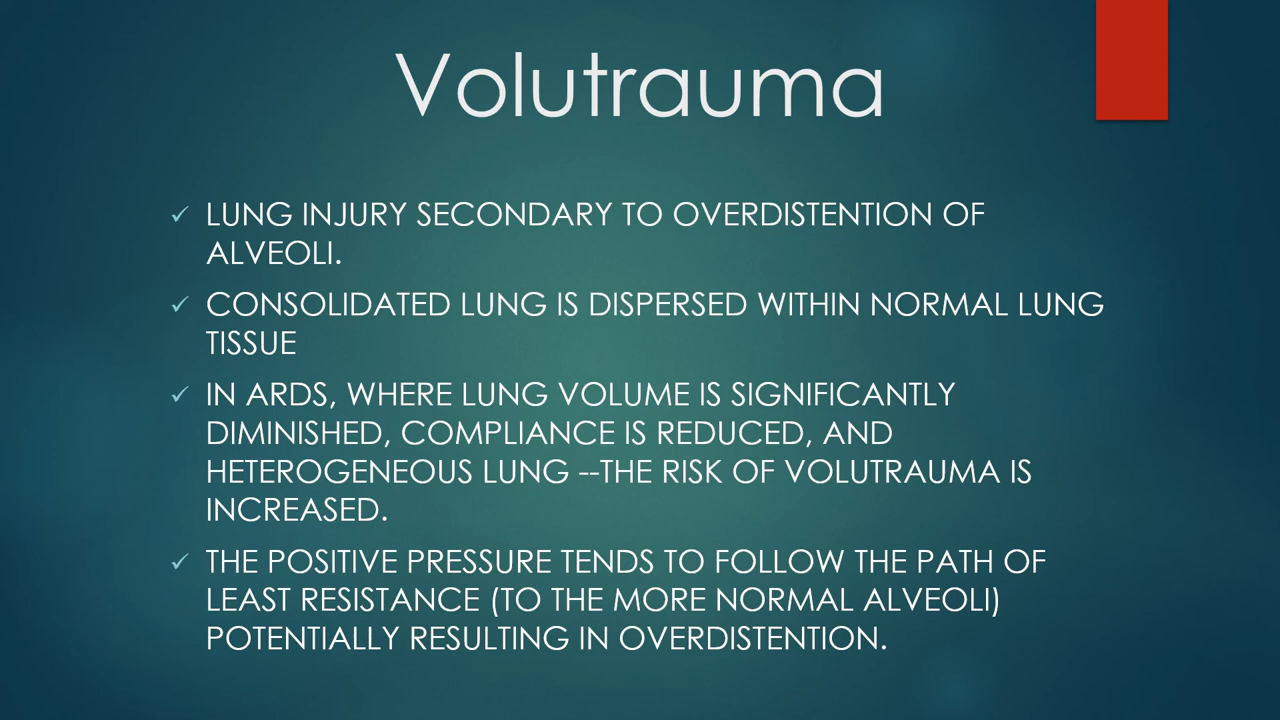 Volutrauma
✓ LUNG INJURY SECONDARY TO OVERDISTENTION OF
ALVEOLI.
✓ CONSOLIDATED LUNG IS DISPERSED WITHIN NORMAL LUNG
TISSUE
✓ IN ARDS, WHERE LUNG VOLUME IS SIGNIFICANTLY
DIMINISHED, COMPLIANCE IS REDUCED, AND
HETEROGENEOUS LUNG --THE RISK OF VOLUTRAUMA IS
INCREASED.
✓ THE POSITIVE PRESSURE TENDS TO FOLLOW THE PATH OF
LEAST RESISTANCE (TO THE MORE NORMAL ALVEOLI)
POTENTIALLY RESULTING IN OVERDISTENTION.